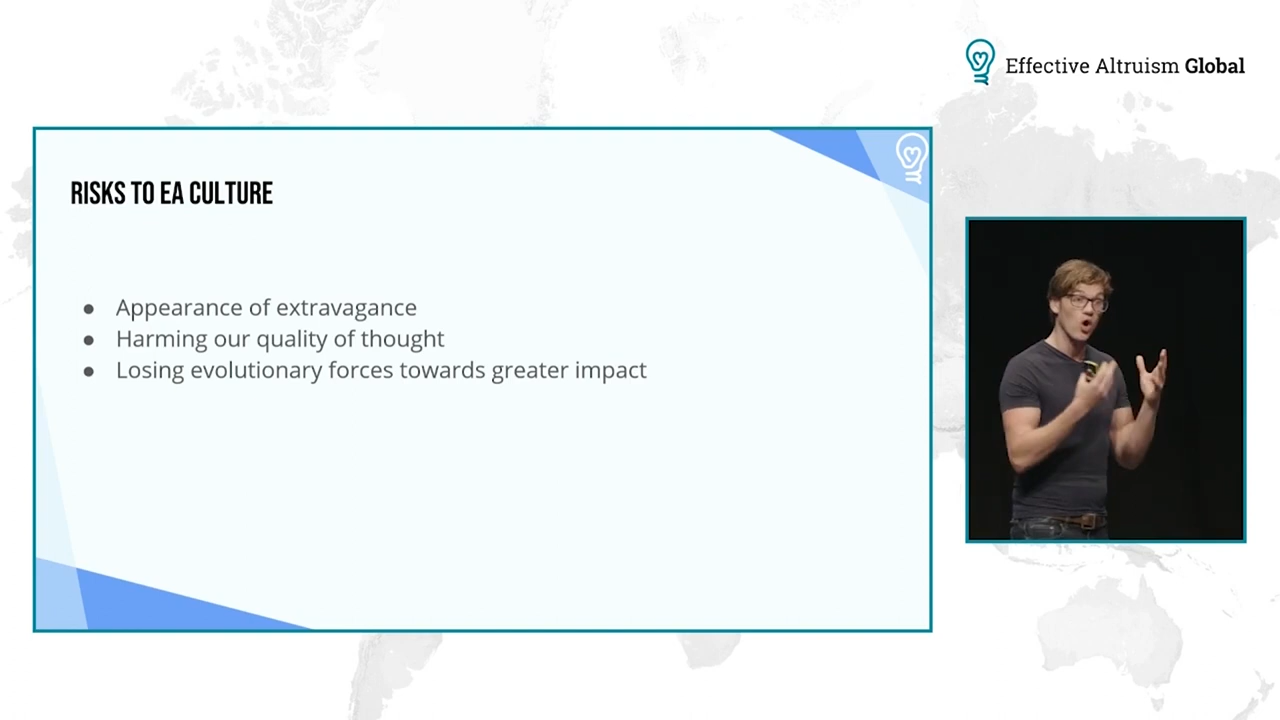 Effective Altruism Global
RISKS TO EA CULTURE
● Appearance of extravagance
● Harming our quality of thought
● Losing evolutionary forces towards greater impact